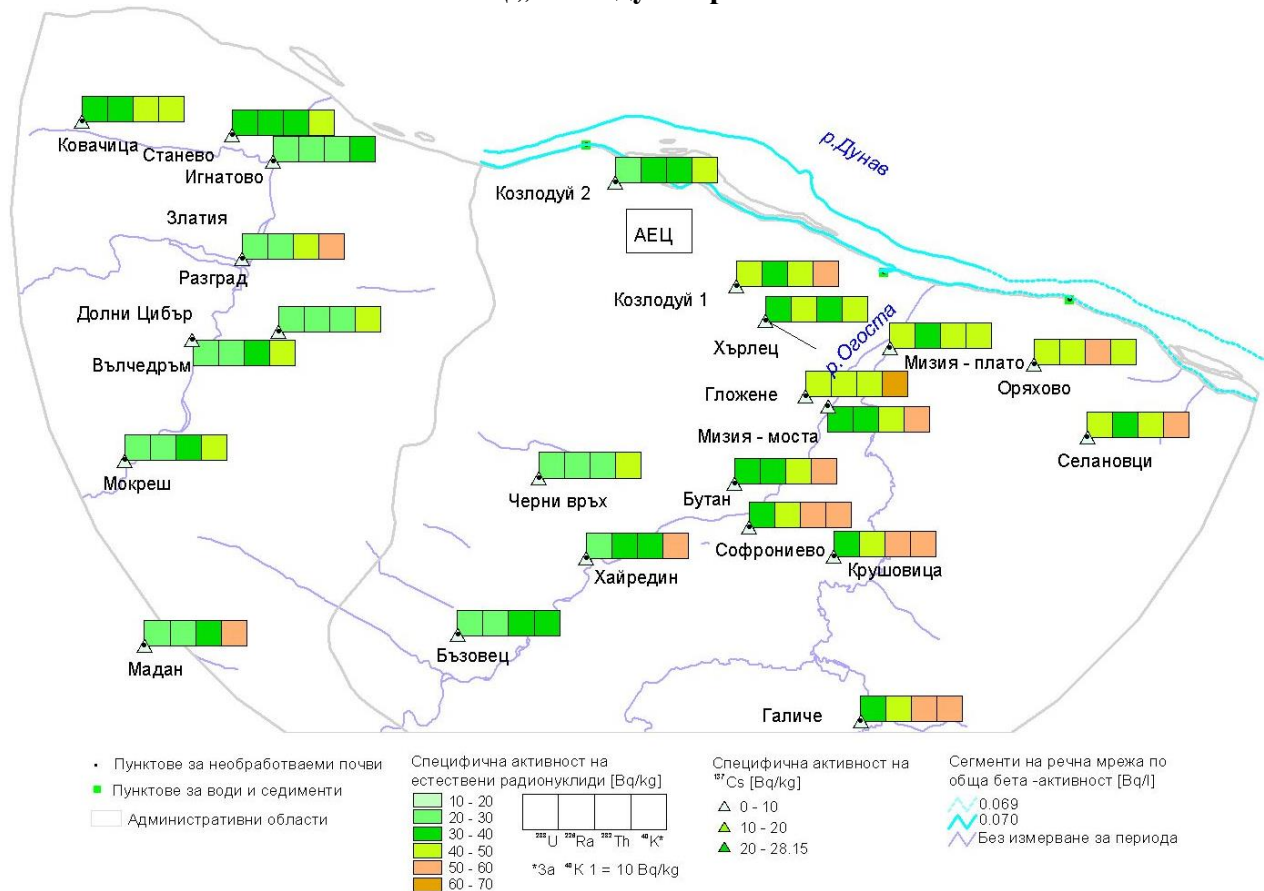 р.Дунав
Ковачица
Станево
Игнатово
Козлодуй 2
Златия
АЕЦ
Разград
Козлодуй 1
Долни Цибър
Хърлец
р.Огоста
Вълчедръм
Мизия - плато
Оряхово
Гложене
Мизия - моста
Селановци
Мокреш
Черни връх
Бутан
Софрониево
Крушовица
Хайредин
Мадан
Бързовец
Галиче
Пунктове за необработваеми почви
Пунктове за води и седименти
Административни области
Специфична активност на
естествени радионуклиди [Bq/kg]
10 - 20
20 - 30
30 - 40
40 - 50
50 - 60
60 - 70
²³⁸U ²²⁶Ra ²³²Th ⁴⁰K*
*За ⁴⁰K 1 = 10 Bq/kg
Специфична активност на
¹³⁷Cs [Bq/kg]
0 - 10
10 - 20
20 - 28.15
Сегменти на речна мрежа по
обща бета -активност [Bq/l]
0.069
0.070
Без измерване за периода